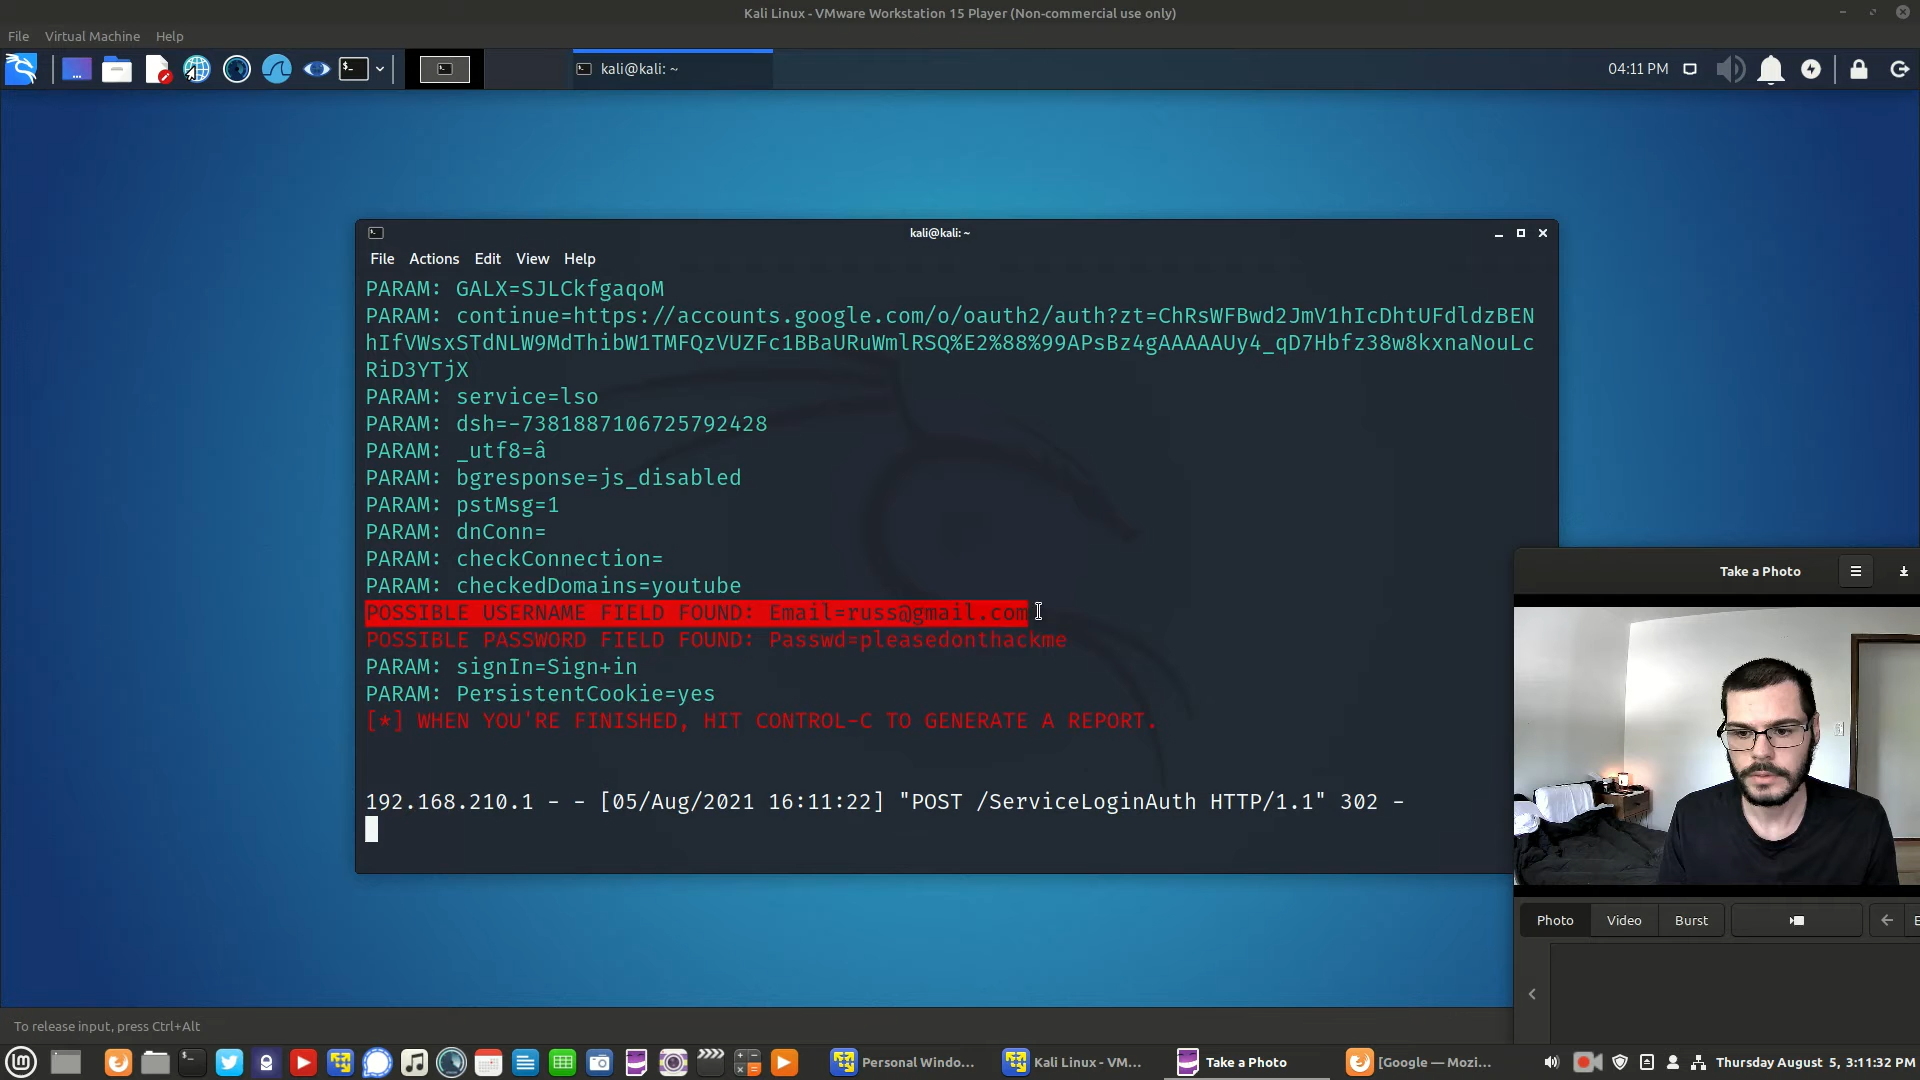 Kali Linux - VMware Workstation 15 Player (Non-commercial use only)
File Virtual Machine Help
kali@kali: ~
04:11 PM
kali@kali: ~
File Actions Edit View Help
PARAM: GALX=SJLCkfgaqoM
PARAM: continue=https://accounts.google.com/o/oauth2/auth?zt=ChRsWFBwd2JmV1hIcDhtUFdldzBEN
hIfVWsxSTdNLW9MdThibW1TMFQzVUZFc1BBaURuWmlRSQ%E2%88%99APsBz4gAAAAAUy4_qD7Hbfz38w8kxnaNouLc
RiD3YTjX
PARAM: service=lso
PARAM: dsh=-7381887106725792428
PARAM: _utf8=â
PARAM: bgresponse=js_disabled
PARAM: pstMsg=1
PARAM: dnConn=
PARAM: checkConnection=
PARAM: checkedDomains=youtube
POSSIBLE USERNAME FIELD FOUND: Email=russ@gmail.com
POSSIBLE PASSWORD FIELD FOUND: Passwd=pleasedonthackme
PARAM: signIn=Sign+in
PARAM: PersistentCookie=yes
[*] WHEN YOU'RE FINISHED, HIT CONTROL-C TO GENERATE A REPORT.
192.168.210.1 - - [05/Aug/2021 16:11:22] "POST /ServiceLoginAuth HTTP/1.1" 302 -
Take a Photo
Photo Video Burst
To release input, press Ctrl+Alt
Personal Windo... Kali Linux - VM... Take a Photo [Google — Mozi... Thursday August 5, 3:11:32 PM